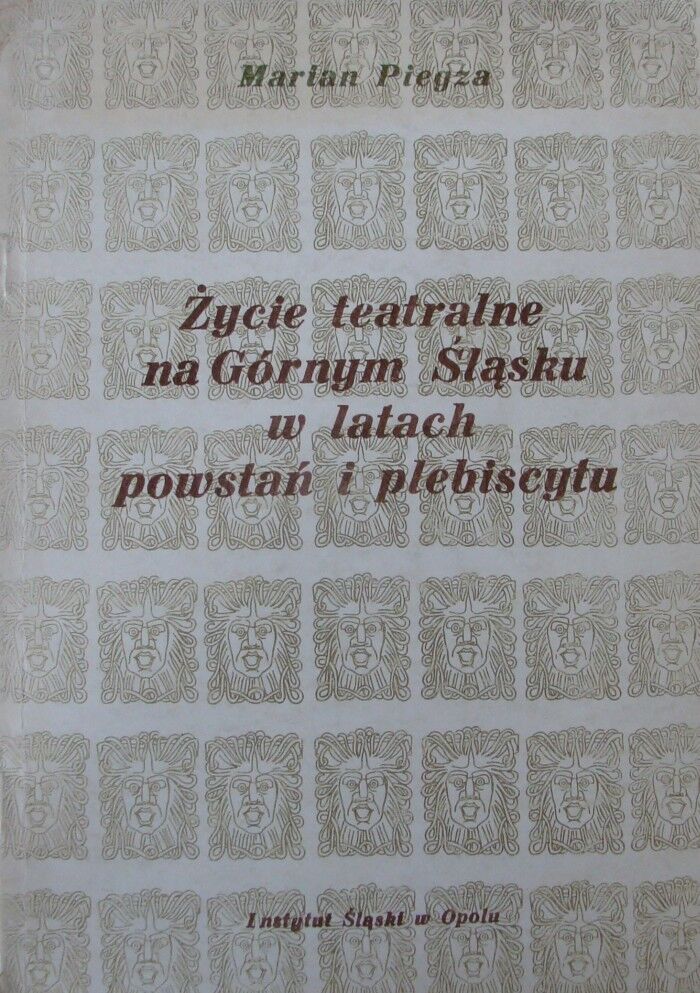 Marian Piegza
Życie teatralne
na Górnym Śląsku
w latach
powstań i plebiscytu
Instytut Śląski w Opolu